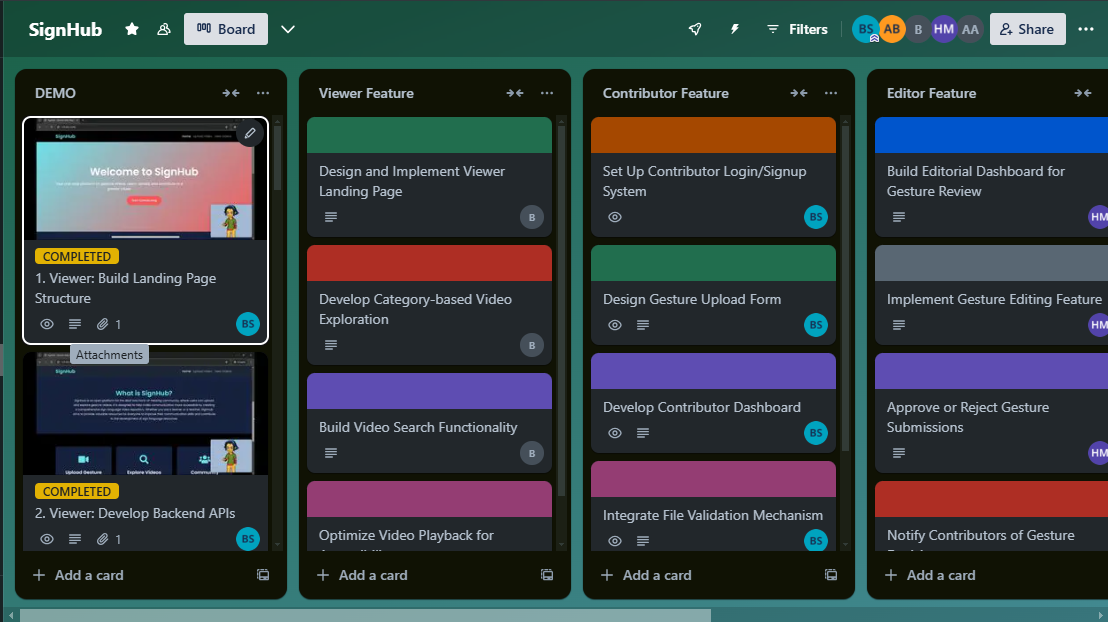 SignHub
Board
Filters
BS
AB
B
HM
AA
Share
DEMO
SignHub
Welcome to SignHub
COMPLETED
1. Viewer: Build Landing Page
Structure
1
BS
Attachments
SignHub
What is SignHub?
Upload Gesture
Explore Videos
Community
COMPLETED
2. Viewer: Develop Backend APIs
1
BS
Add a card
Viewer Feature
Design and Implement Viewer
Landing Page
B
Develop Category-based Video
Exploration
B
Build Video Search Functionality
B
Optimize Video Playback for
Add a card
Contributor Feature
Set Up Contributor Login/Signup
System
BS
Design Gesture Upload Form
BS
Develop Contributor Dashboard
BS
Integrate File Validation Mechanism
BS
Add a card
Editor Feature
Build Editorial Dashboard for
Gesture Review
HM
Implement Gesture Editing Feature
HM
Approve or Reject Gesture
Submissions
HM
Notify Contributors of Gesture
Add a card